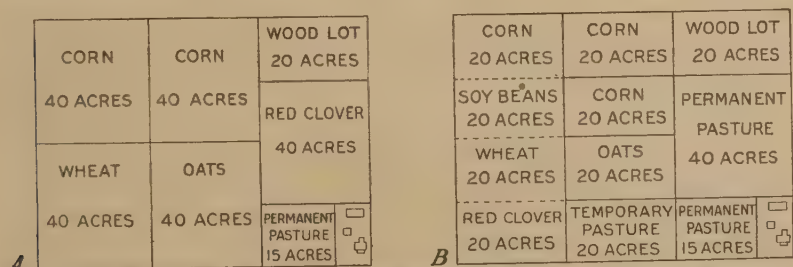 CORN
40 ACRES
CORN
40 ACRES
WOOD LOT
20 ACRES
RED CLOVER
40 ACRES
WHEAT
40 ACRES
OATS
40 ACRES
PERMANENT
PASTURE
15 ACRES
A
CORN
20 ACRES
CORN
20 ACRES
WOOD LOT
20 ACRES
SOY BEANS
20 ACRES
CORN
20 ACRES
PERMANENT
PASTURE
40 ACRES
WHEAT
20 ACRES
OATS
20 ACRES
RED CLOVER
20 ACRES
TEMPORARY
PASTURE
20 ACRES
PERMANENT
PASTURE
15 ACRES
B